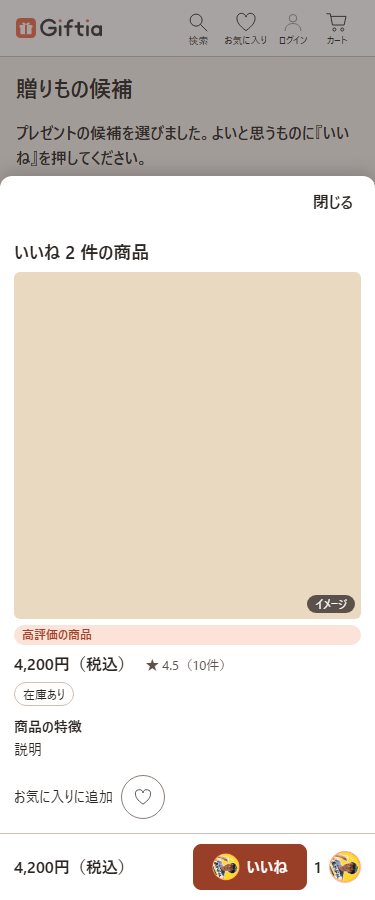 Giftia
検索
お気に入り
ログイン
カート
贈りもの候補
プレゼントの候補を選びました。よいと思うものに『いい
ね』を押してください。
閉じる
いいね 2 件の商品
イメージ
高評価の商品
4,200円（税込） ★ 4.5（10件）
在庫あり
商品の特徴
説明
お気に入りに追加
4,200円（税込） いいね 1